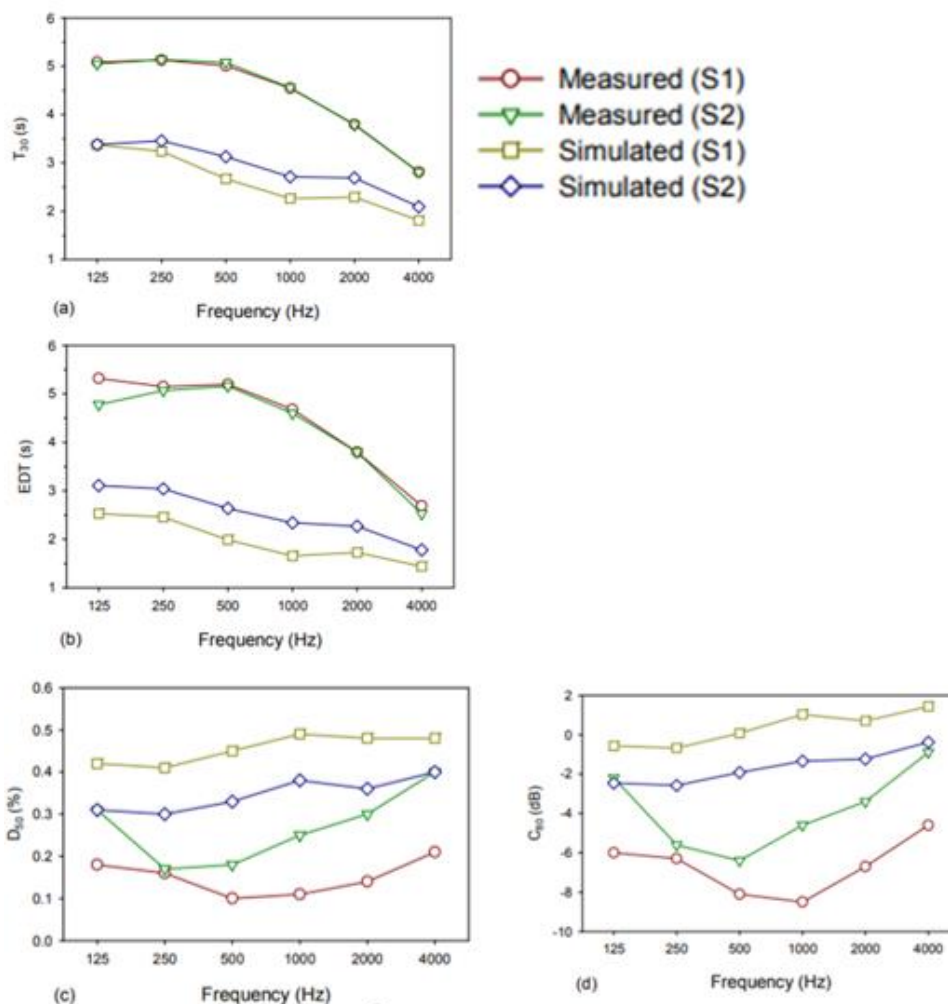 6
5
4
3
2
1
T30 (s)
125 250 500 1000 2000 4000
(a)
Frequency (Hz)
Measured (S1)
Measured (S2)
Simulated (S1)
Simulated (S2)
6
5
4
3
2
1
EDT (s)
125 250 500 1000 2000 4000
(b)
Frequency (Hz)
0.6
0.5
0.4
0.3
0.2
0.1
0.0
D50 (%)
125 250 500 1000 2000 4000
(c)
Frequency (Hz)
2
0
-2
-4
-6
-8
-10
C80 (dB)
125 250 500 1000 2000 4000
(d)
Frequency (Hz)